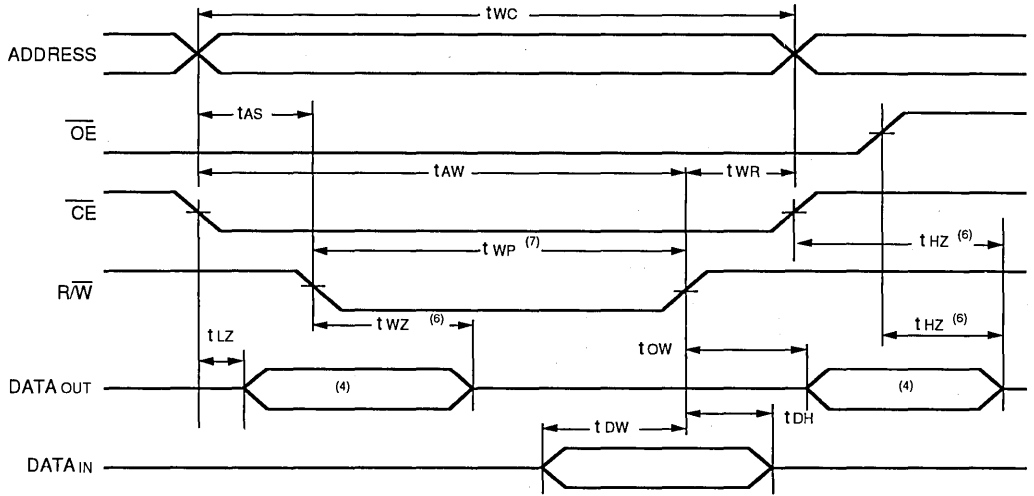 tWC
ADDRESS
tAS
OE
tAW
tWR
CE
tWP (7)
tHZ (6)
R/W
tWZ (6)
tLZ
tHZ (6)
tOW
DATA OUT
(4)
(4)
tDH
tDW
DATA IN